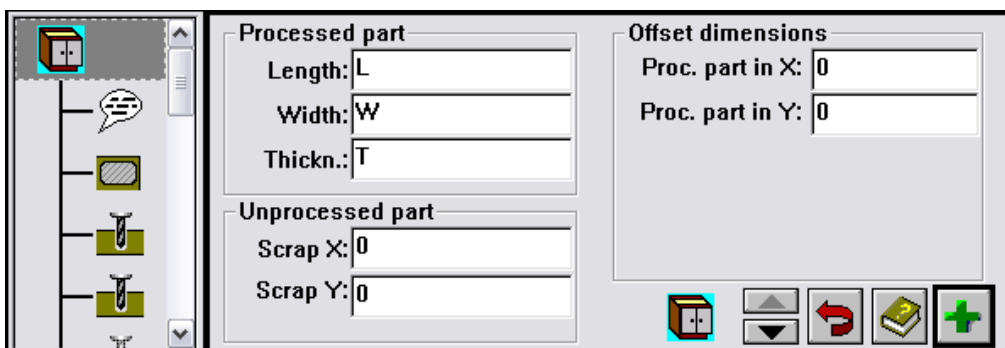 Processed part
Length: L
Width: W
Thickn.: T
Unprocessed part
Scrap X: 0
Scrap Y: 0
Offset dimensions
Proc. part in X: 0
Proc. part in Y: 0